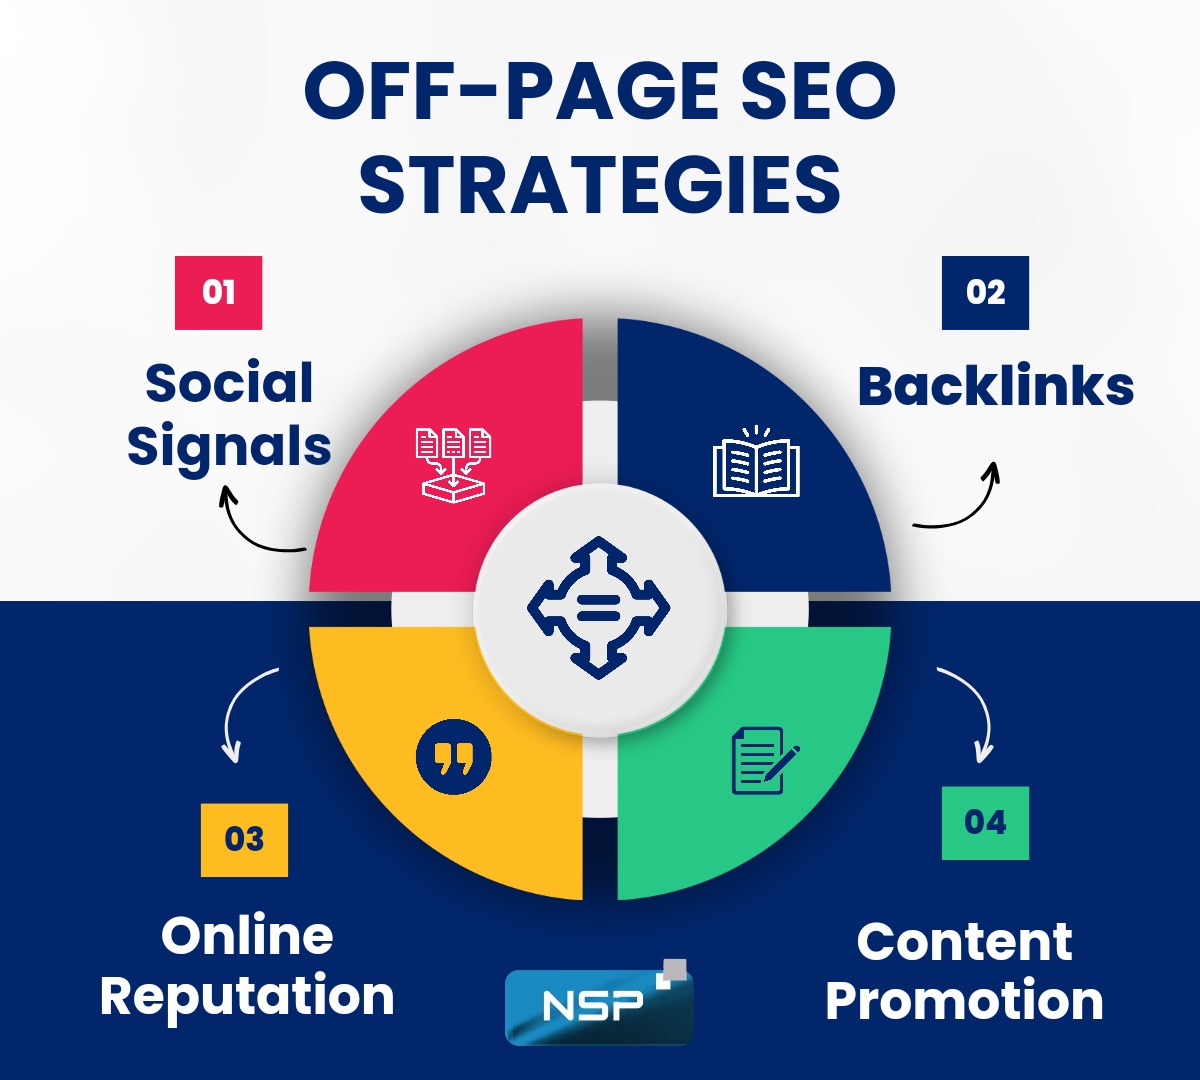 OFF-PAGE SEO
STRATEGIES
01
Social
Signals
02
Backlinks
03
Online
Reputation
04
Content
Promotion
NSP